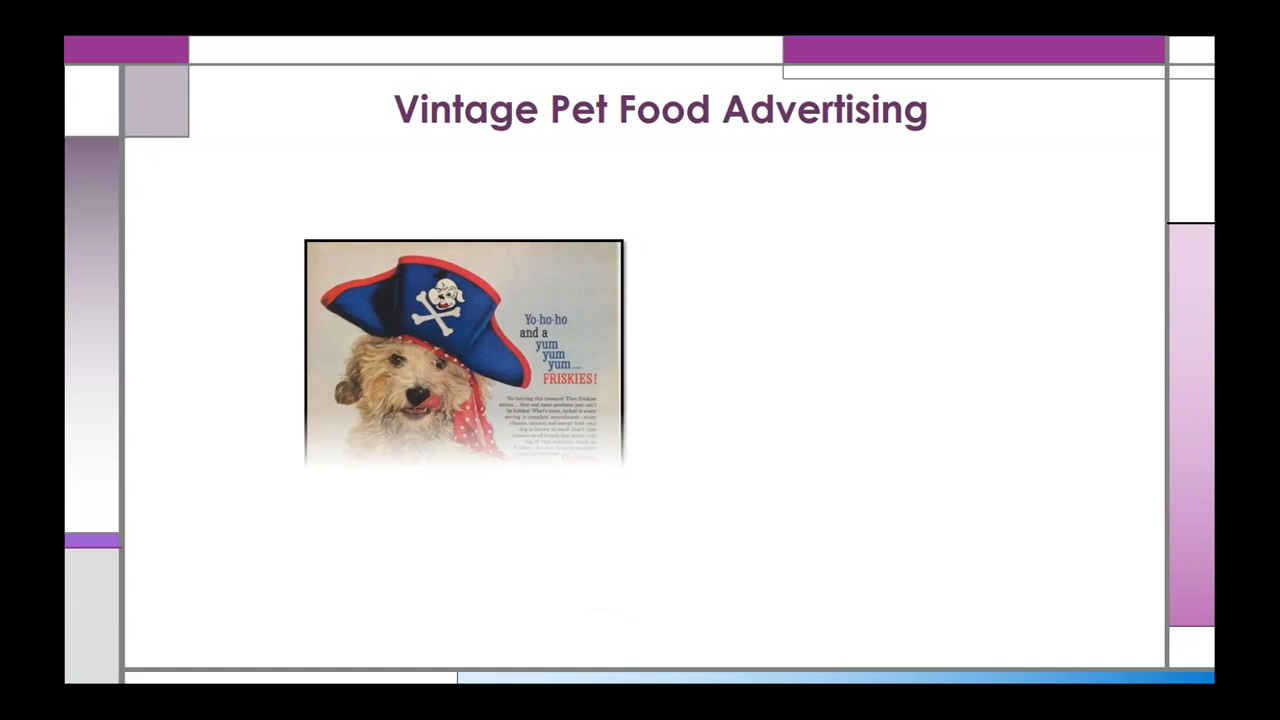 Vintage Pet Food Advertising
Yo-ho-ho
and a
yum
yum
yum...
FRISKIES!
No burying this treasure! That Friskies
aroma...that real meat goodness just can't
be hidden! What's more, locked in every
serving is complete nourishment - every
vitamin, mineral and energy food your
dog is known to need! Don't take